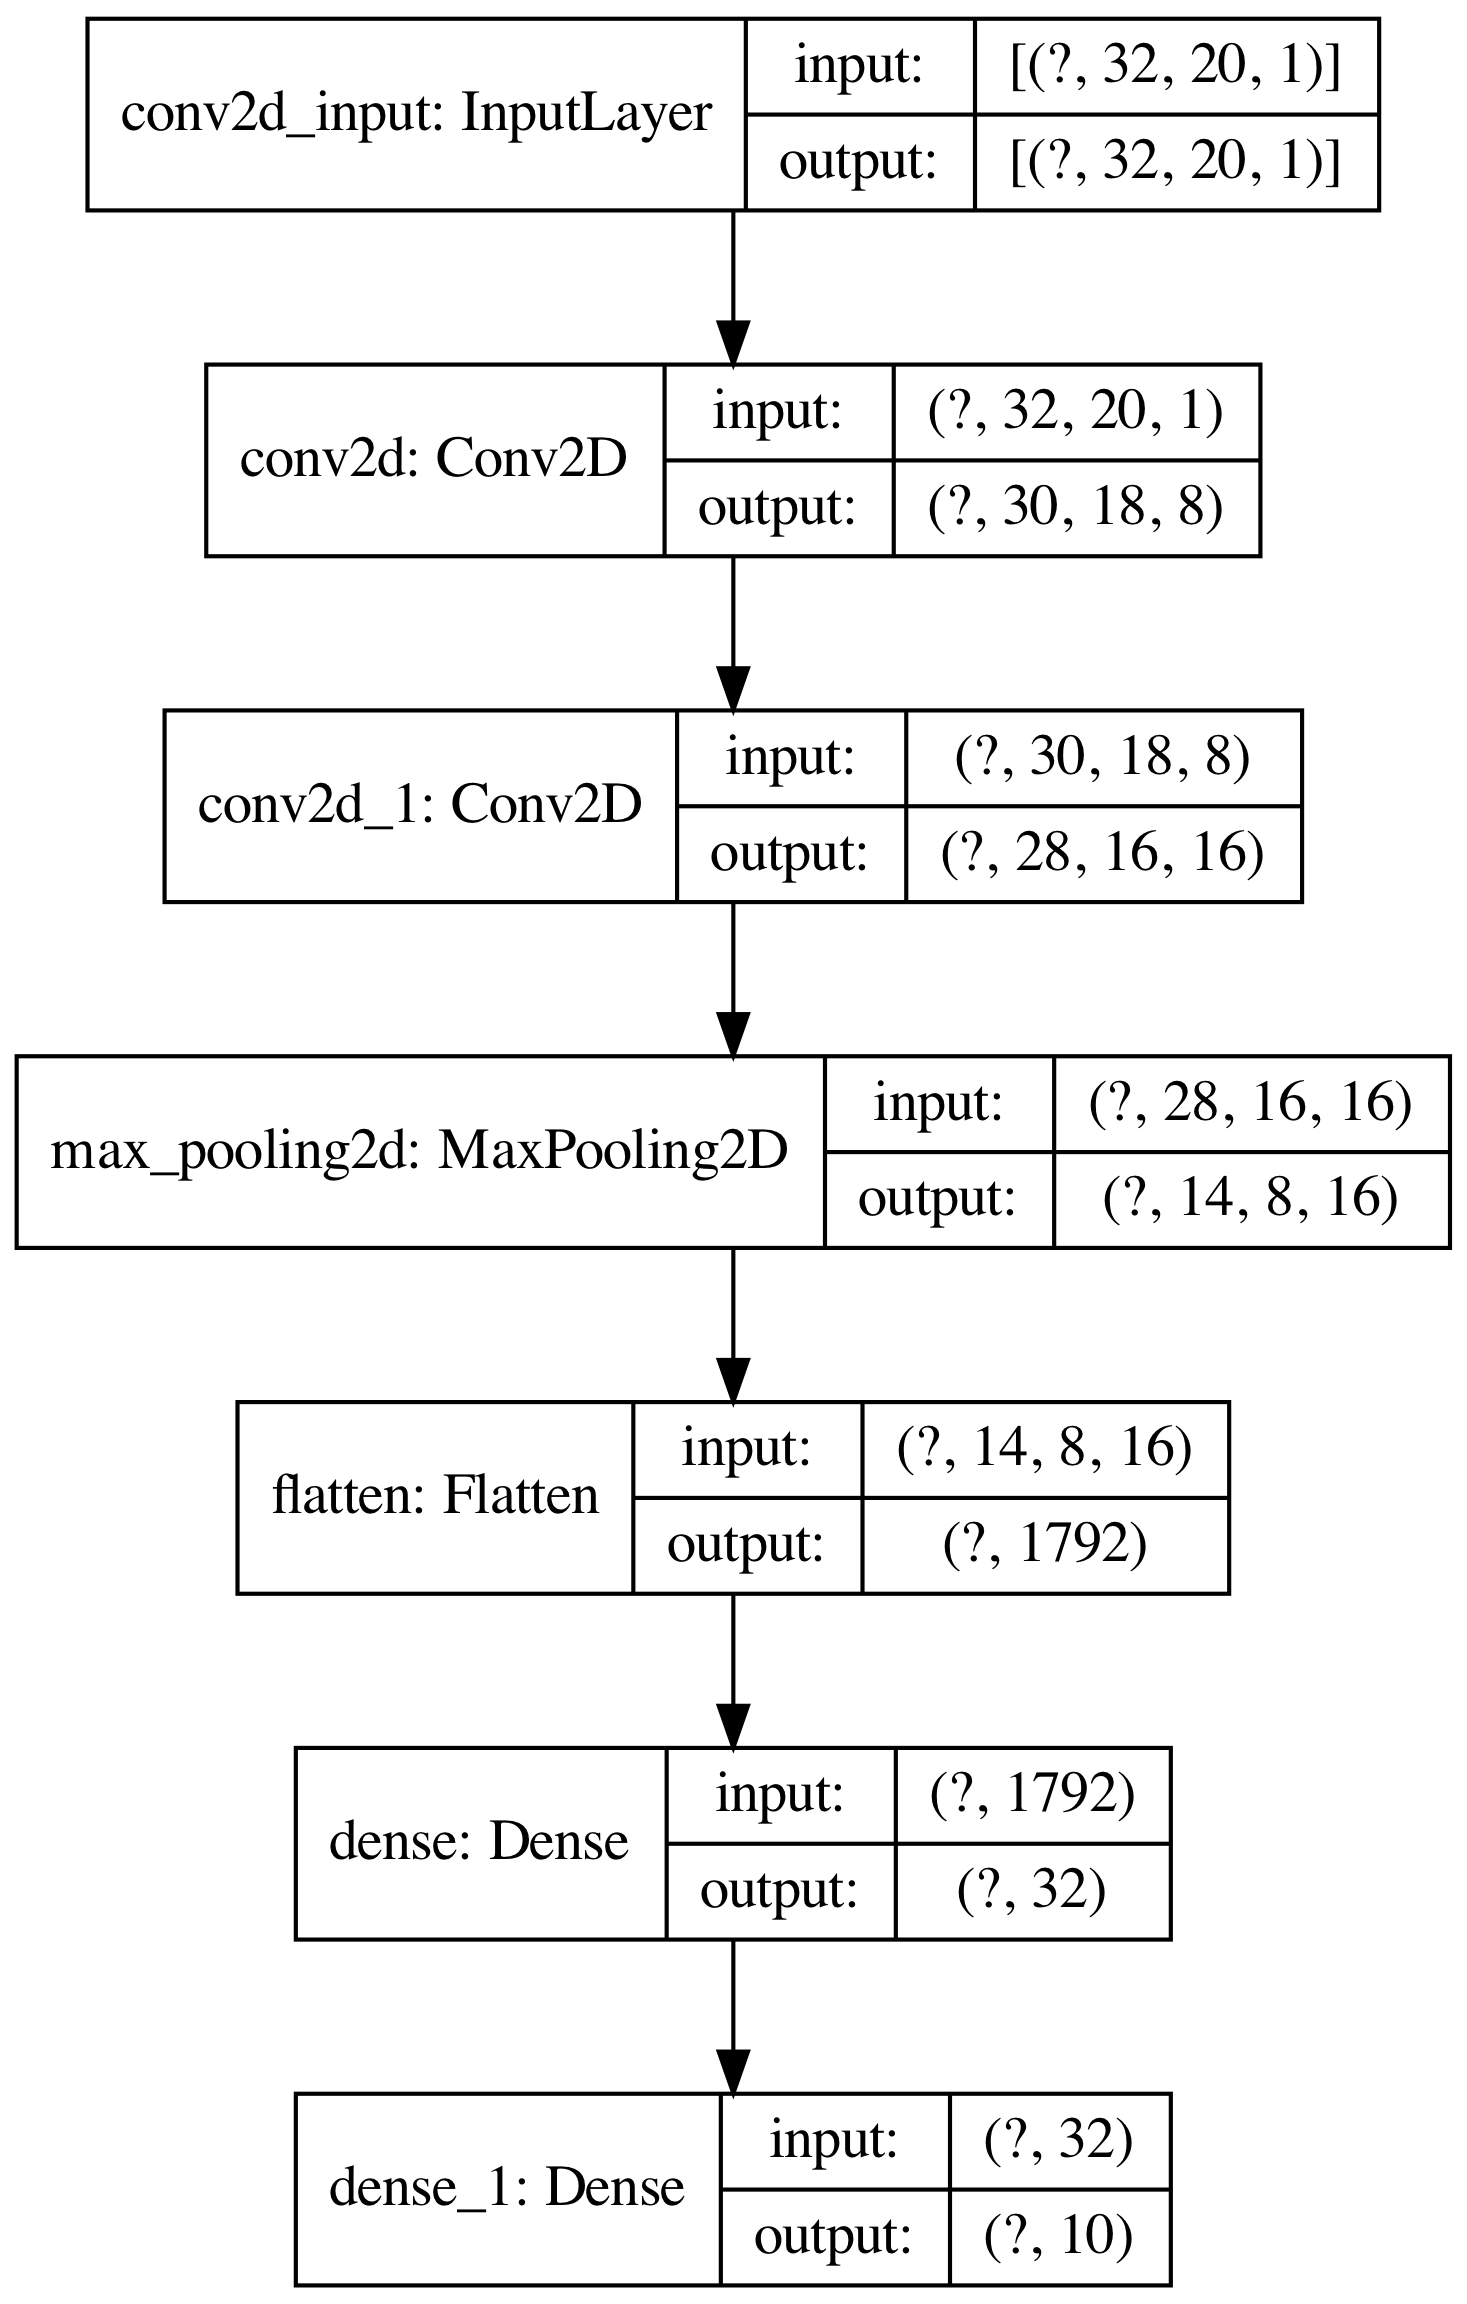 conv2d_input: InputLayer
input:
[(?, 32, 20, 1)]
output:
[(?, 32, 20, 1)]
conv2d: Conv2D
input:
(?, 32, 20, 1)
output:
(?, 30, 18, 8)
conv2d_1: Conv2D
input:
(?, 30, 18, 8)
output:
(?, 28, 16, 16)
max_pooling2d: MaxPooling2D
input:
(?, 28, 16, 16)
output:
(?, 14, 8, 16)
flatten: Flatten
input:
(?, 14, 8, 16)
output:
(?, 1792)
dense: Dense
input:
(?, 1792)
output:
(?, 32)
dense_1: Dense
input:
(?, 32)
output:
(?, 10)